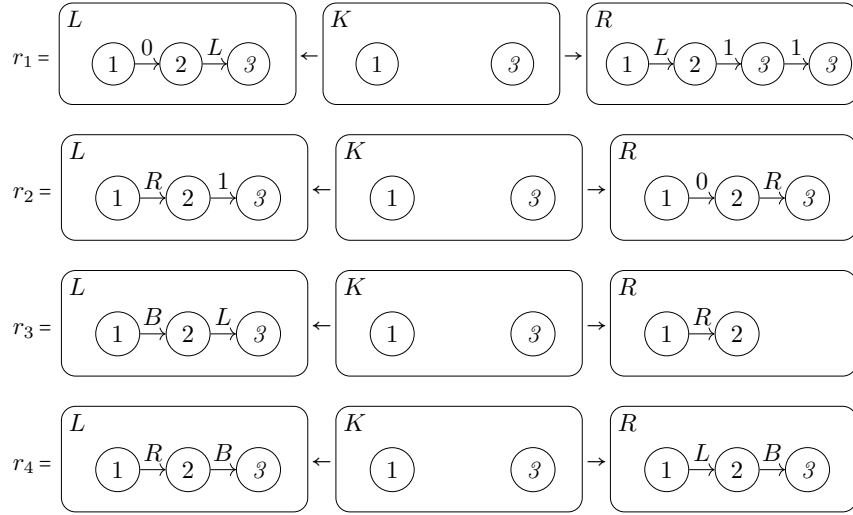 L K R
r1 = 1 0 2 L 3 ← 1 3 → 1 L 2 1 3 1 3
L K R
r2 = 1 R 2 1 3 ← 1 3 → 1 0 2 R 3
L K R
r3 = 1 B 2 L 3 ← 1 3 → 1 R 2
L K R
r4 = 1 R 2 B 3 ← 1 3 → 1 L 2 B 3